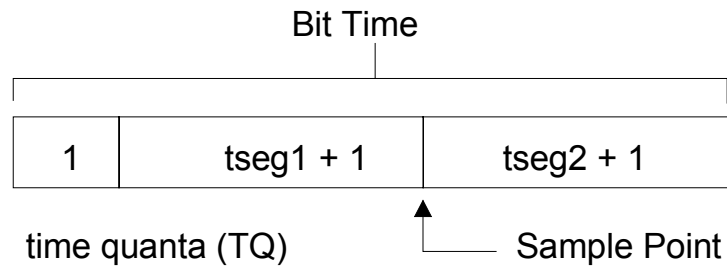 Bit Time
1 tseg1 + 1 tseg2 + 1
time quanta (TQ) Sample Point